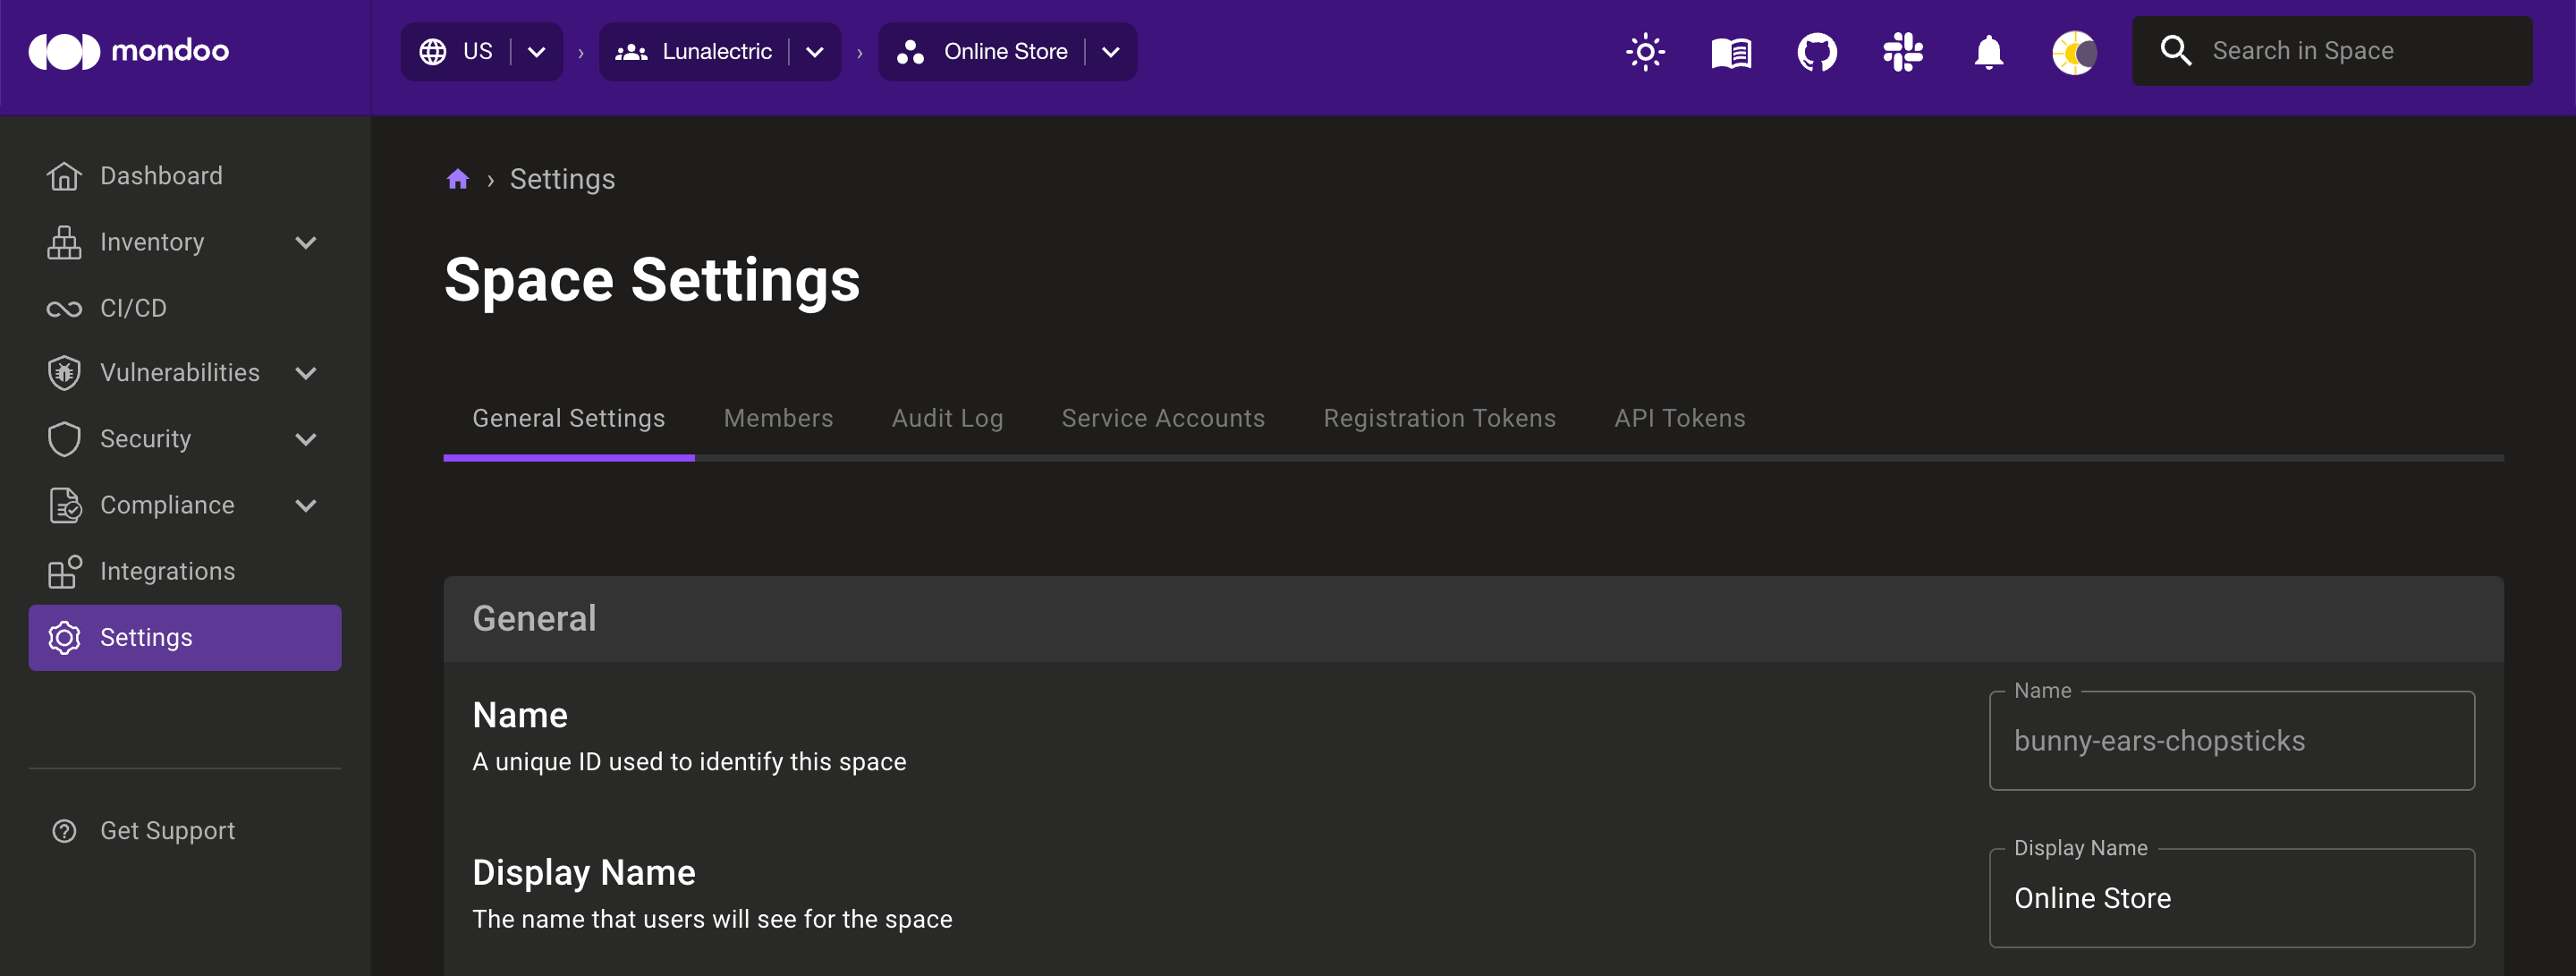 mondoo
US
Lunalectric
Online Store
Search in Space
Dashboard
Inventory
CI/CD
Vulnerabilities
Security
Compliance
Integrations
Settings
Get Support
› Settings
Space Settings
General Settings Members Audit Log Service Accounts Registration Tokens API Tokens
General
Name
A unique ID used to identify this space
Name
bunny-ears-chopsticks
Display Name
The name that users will see for the space
Display Name
Online Store